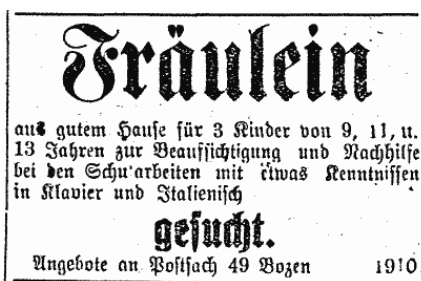 Fräulein
aus gutem Hause für 3 Kinder von 9, 11, u.
13 Jahren zur Beaufsichtigung und Nachhilfe
bei den Schularbeiten mit etwas Kenntnissen
in Klavier und Italienisch
gesucht.
Angebote an Postfach 49 Bozen 1910